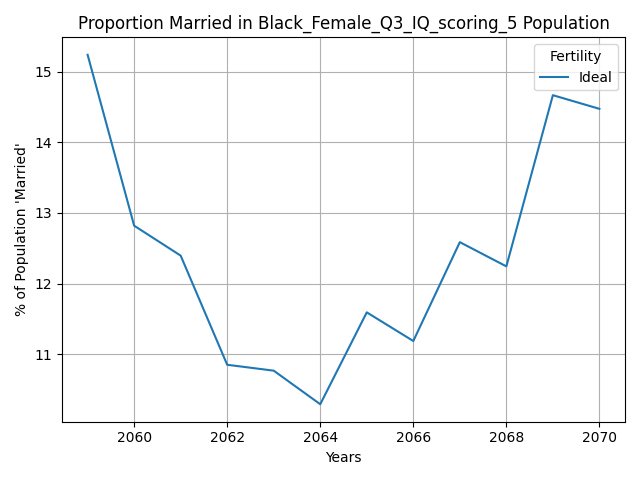 Proportion Married in Black_Female_Q3_IQ_scoring_5 Population
Fertility
Ideal
% of Population 'Married'
15
14
13
12
11
2060
2062
2064
2066
2068
2070
Years